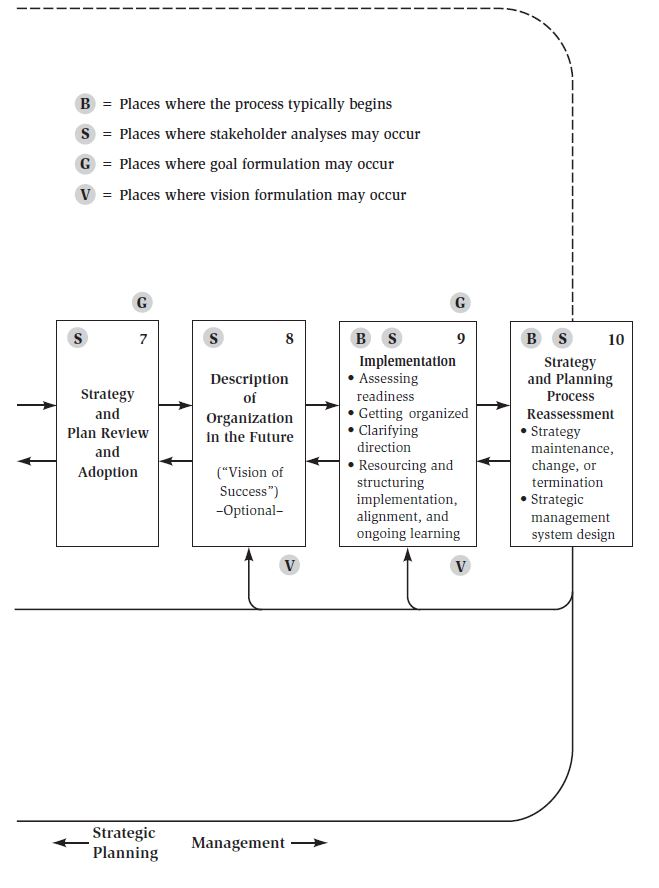 B = Places where the process typically begins
S = Places where stakeholder analyses may occur
G = Places where goal formulation may occur
V = Places where vision formulation may occur
G
S 7
Strategy
and
Plan Review
and
Adoption
S 8
Description
of
Organization
in the Future
(“Vision of
Success”)
–Optional–
V
G
B S 9
Implementation
• Assessing
readiness
• Getting organized
• Clarifying
direction
• Resourcing and
structuring
implementation,
alignment, and
ongoing learning
V
B S 10
Strategy
and Planning
Process
Reassessment
• Strategy
maintenance,
change, or
termination
• Strategic
management
system design
Strategic
Planning
Management